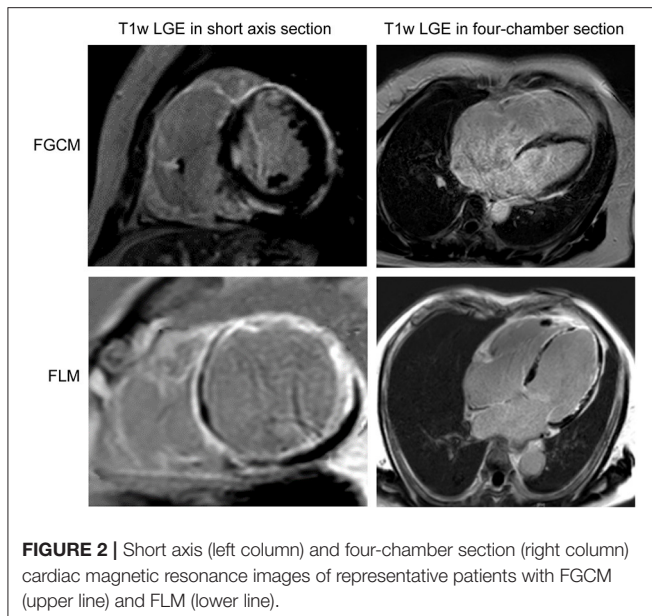 T1w LGE in short axis section
T1w LGE in four-chamber section
FGCM
FLM
FIGURE 2 | Short axis (left column) and four-chamber section (right column)
cardiac magnetic resonance images of representative patients with FGCM
(upper line) and FLM (lower line).